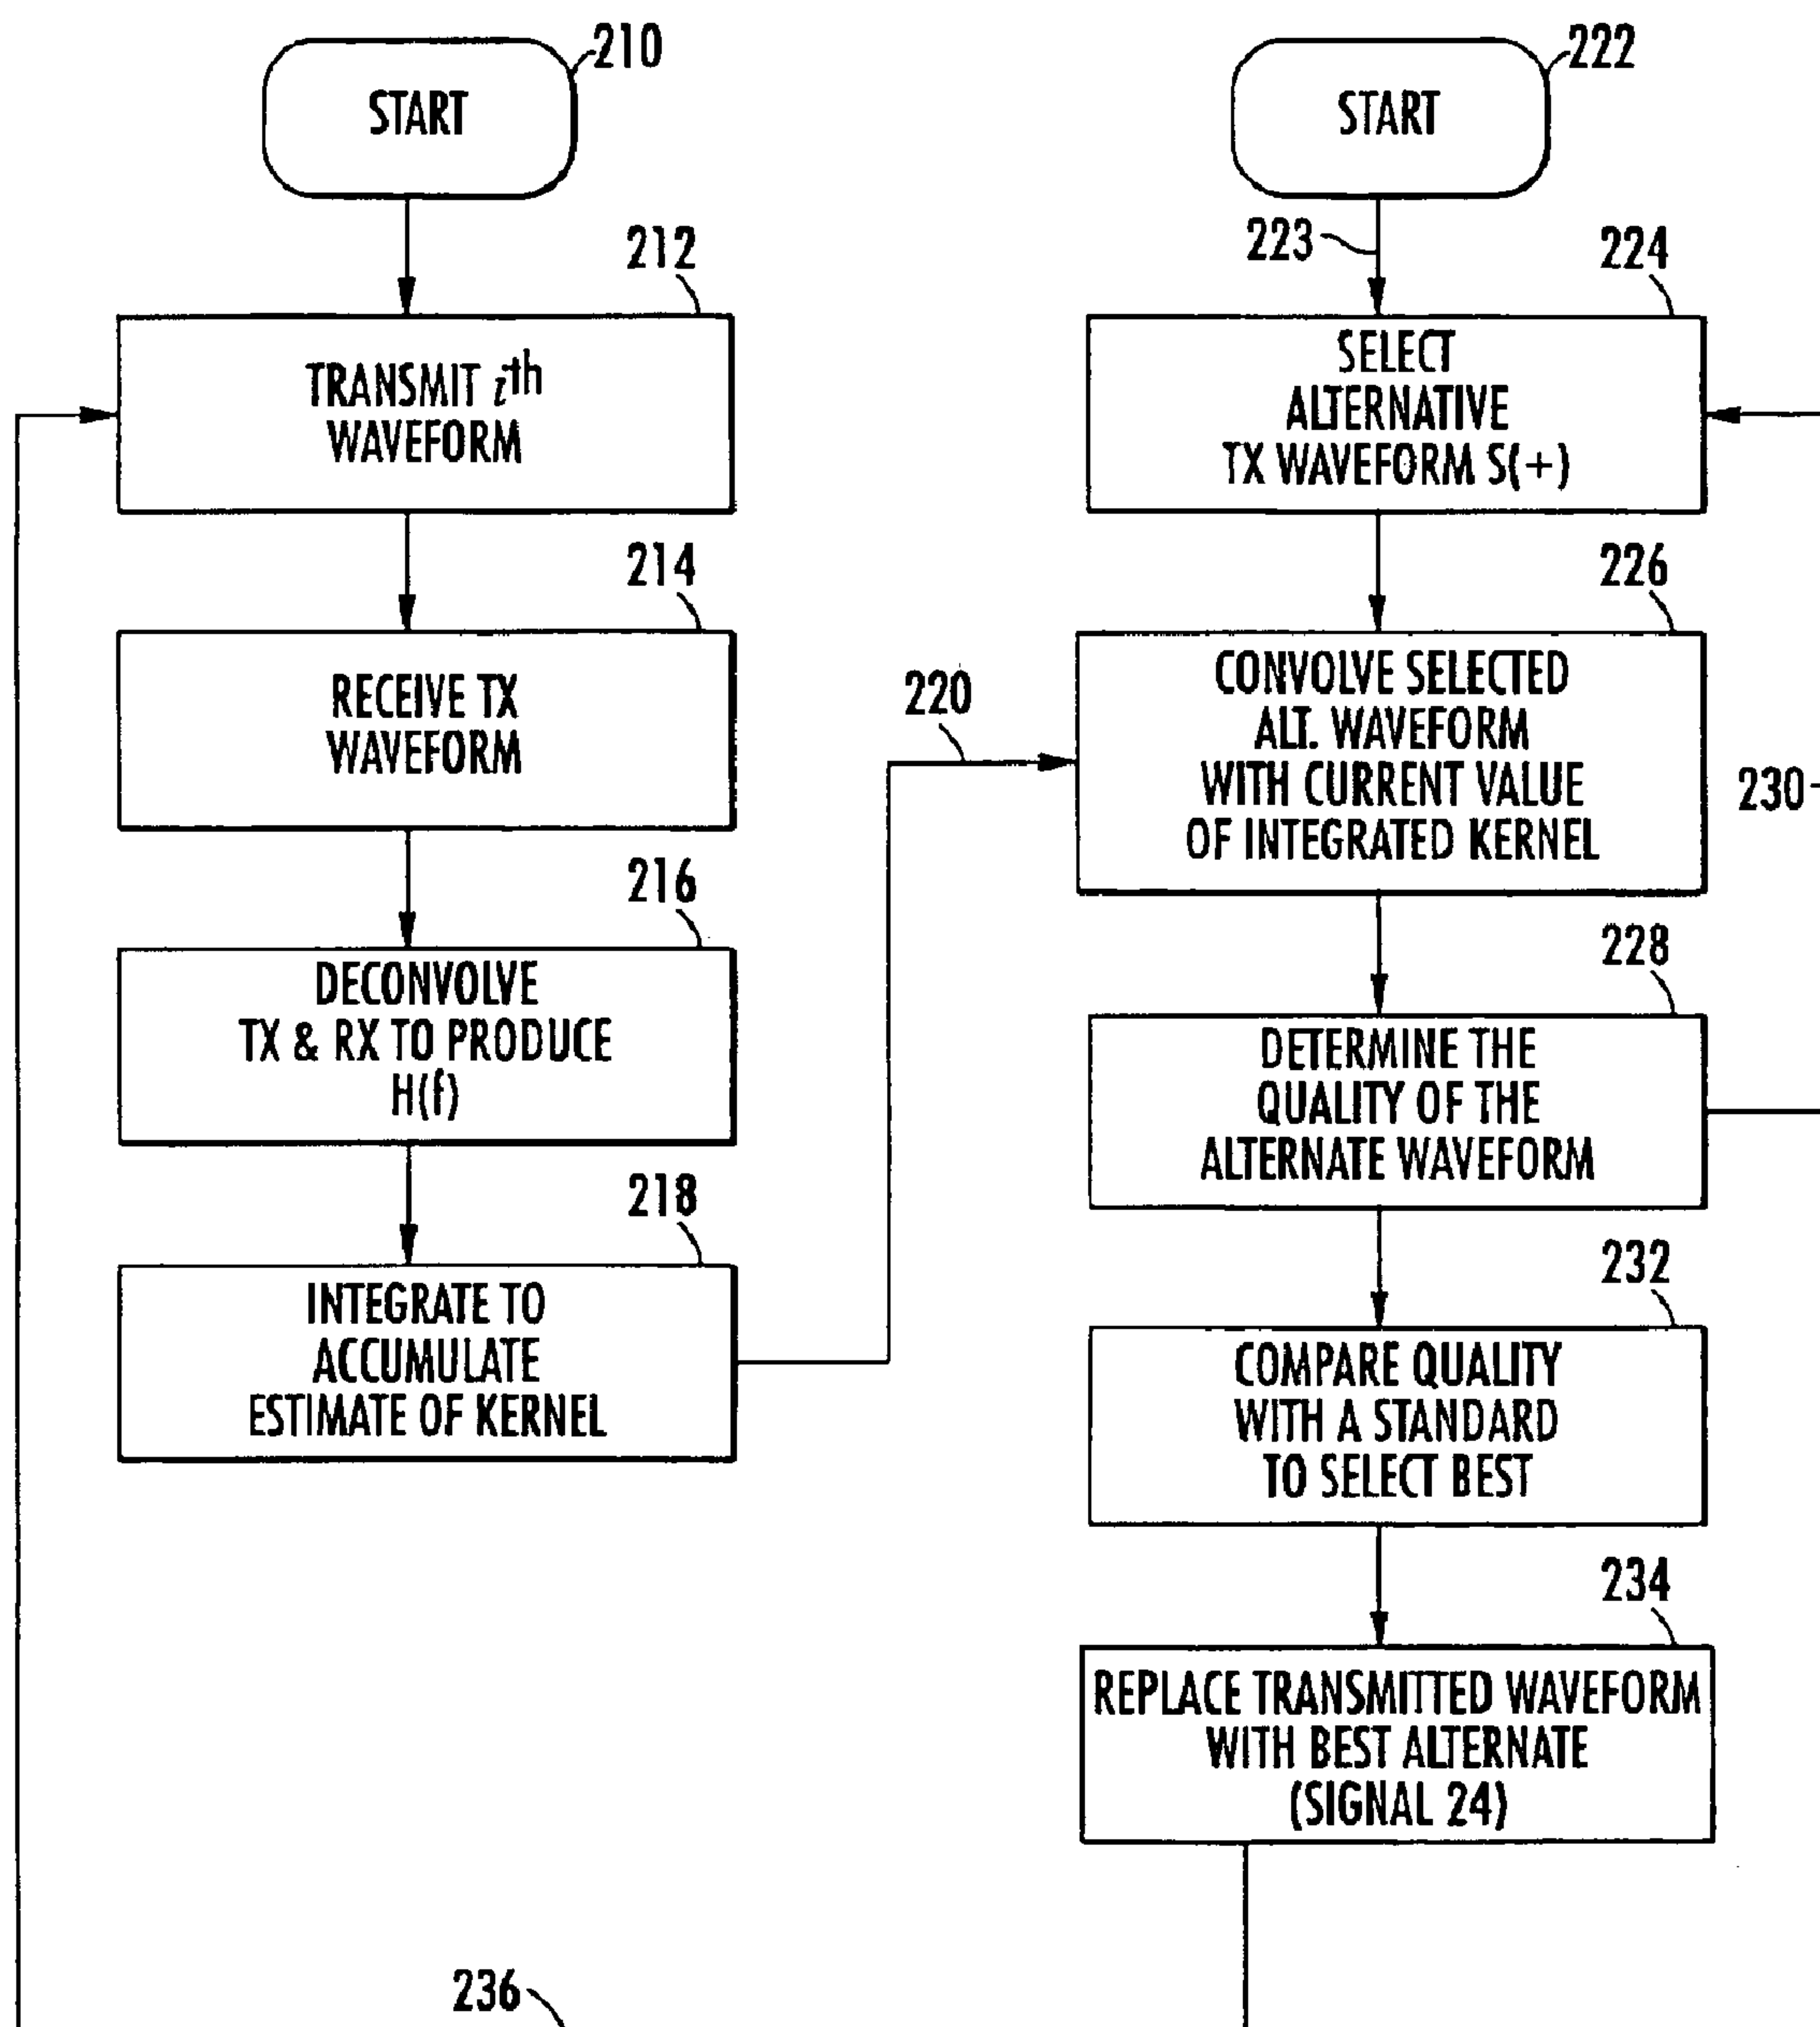 210
START
212
TRANSMIT ith
WAVEFORM
214
RECEIVE TX
WAVEFORM
216
DECONVOLVE
TX & RX TO PRODUCE
H(f)
218
INTEGRATE TO
ACCUMULATE
ESTIMATE OF KERNEL
220
222
START
223
224
SELECT
ALTERNATIVE
TX WAVEFORM S(+)
226
CONVOLVE SELECTED
ALT. WAVEFORM
WITH CURRENT VALUE
OF INTEGRATED KERNEL
230
228
DETERMINE THE
QUALITY OF THE
ALTERNATE WAVEFORM
232
COMPARE QUALITY
WITH A STANDARD
TO SELECT BEST
234
REPLACE TRANSMITTED WAVEFORM
WITH BEST ALTERNATE
(SIGNAL 24)
236